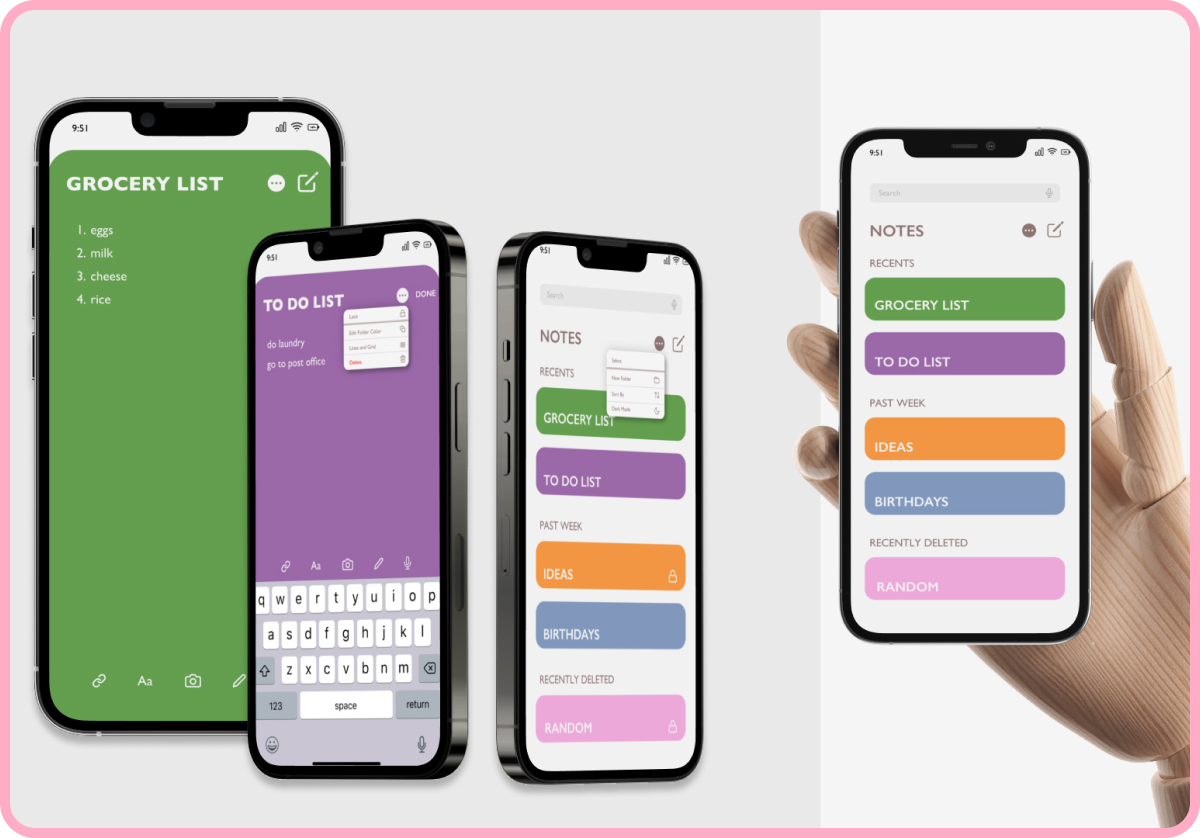 9:51
GROCERY LIST
1. eggs
2. milk
3. cheese
4. rice
Aa
9:51
TO DO LIST
DONE
Lock
Edit Folder Color
Lines and Grid
Delete
do laundry
go to post office
Aa
q w e r t y u i o p
a s d f g h j k l
z x c v b n m
123 space return
9:51
Search
NOTES
Select
New Folder
Sort By
Dark Mode
RECENTS
GROCERY LIST
TO DO LIST
PAST WEEK
IDEAS
BIRTHDAYS
RECENTLY DELETED
RANDOM
9:51
Search
NOTES
RECENTS
GROCERY LIST
TO DO LIST
PAST WEEK
IDEAS
BIRTHDAYS
RECENTLY DELETED
RANDOM